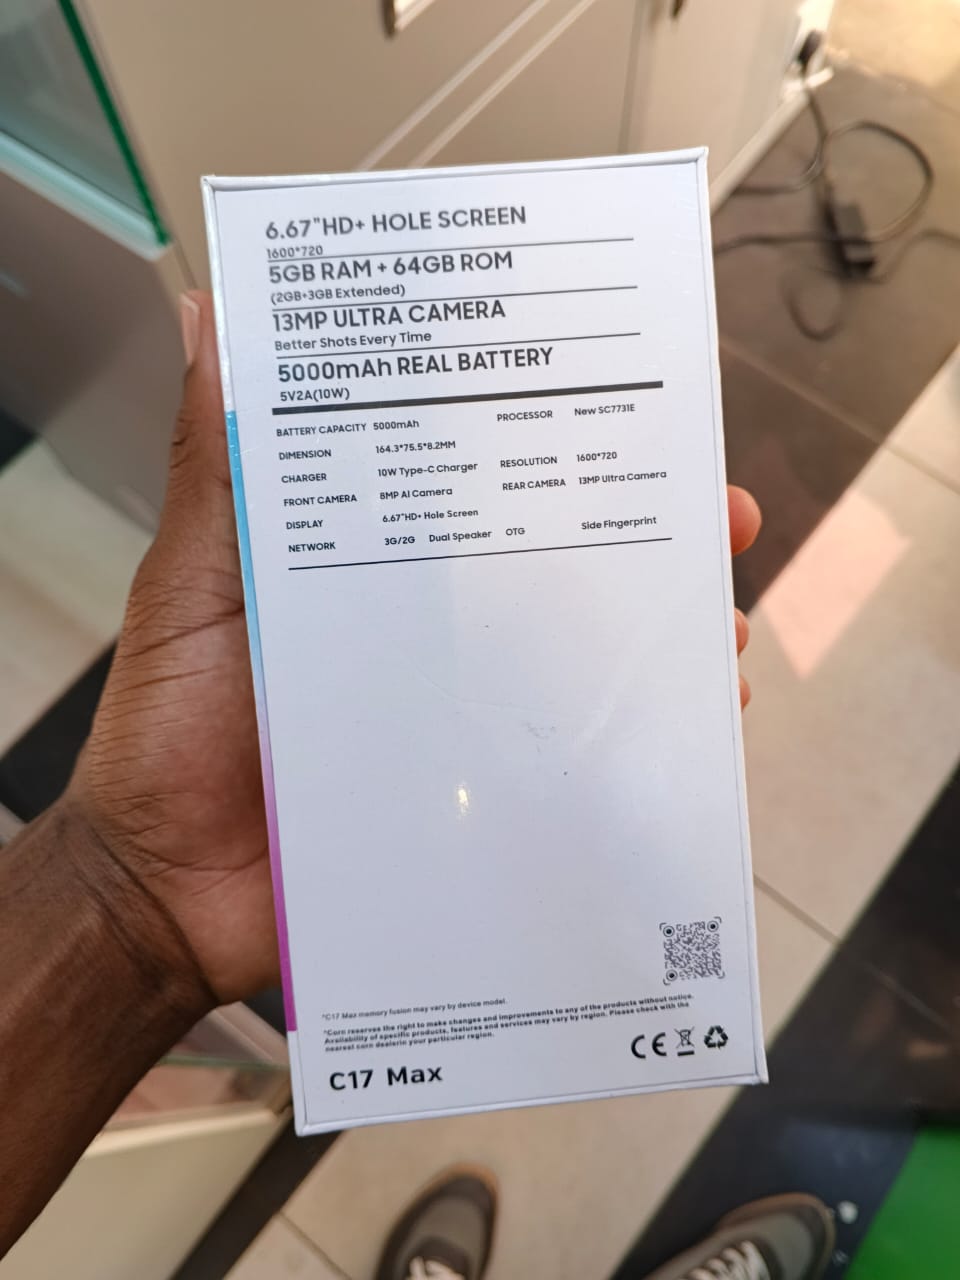 6.67"HD+ HOLE SCREEN
1600*720
5GB RAM + 64GB ROM
(2GB+3GB Extended)
13MP ULTRA CAMERA
Better Shots Every Time
5000mAh REAL BATTERY
5V2A(10W)
BATTERY CAPACITY 5000mAh PROCESSOR New SC7731E
DIMENSION 164.3*75.5*8.2MM
CHARGER 10W Type-C Charger RESOLUTION 1600*720
FRONT CAMERA 8MP AI Camera REAR CAMERA 13MP Ultra Camera
DISPLAY 6.67"HD+ Hole Screen
NETWORK 3G/2G Dual Speaker OTG Side Fingerprint
*C17 Max memory fusion may vary by device model.
*Corn reserves the right to make changes and improvements to any of the products without notice.
Availability of specific products, features and services may vary by region. Please check with the
nearest corn dealerin your particular region.
C17 Max
CE